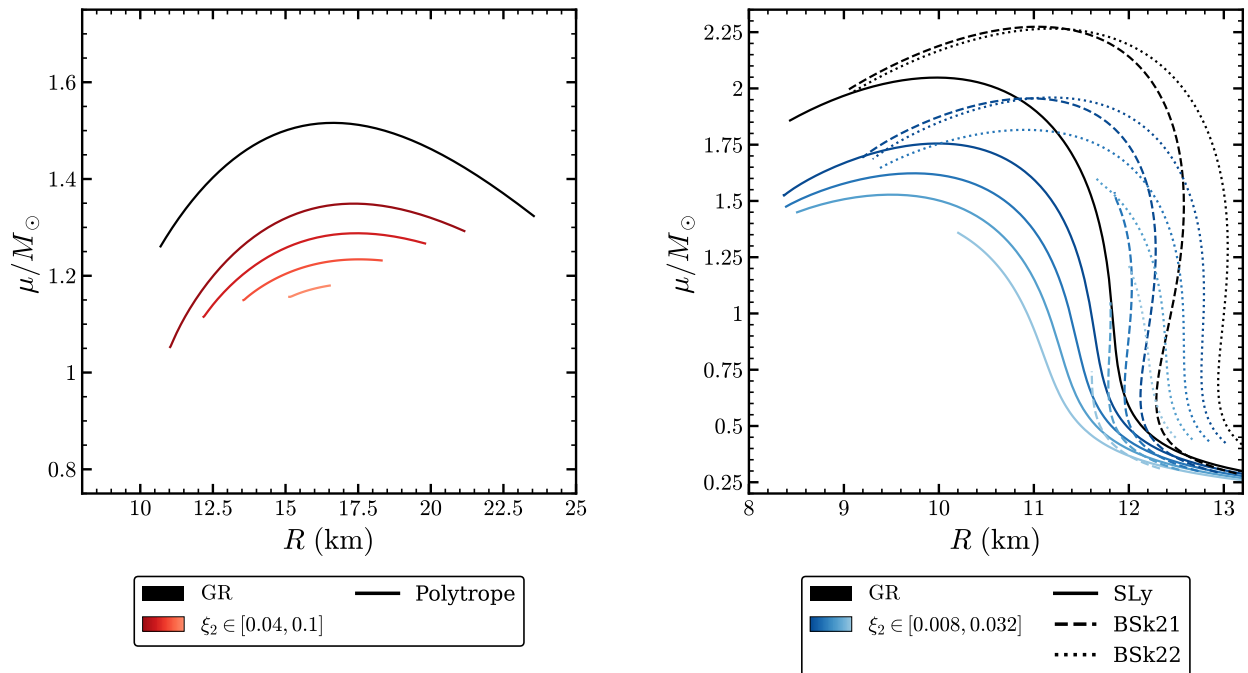 1.6
1.4
1.2
1
0.8
μ/M⊙
10
12.5
15
17.5
20
22.5
25
R (km)
GR
Polytrope
ξ₂ ∈ [0.04, 0.1]
2.25
2
1.75
1.5
1.25
1
0.75
0.5
0.25
μ/M⊙
8
9
10
11
12
13
R (km)
GR
ξ₂ ∈ [0.008, 0.032]
SLy
BSk21
BSk22